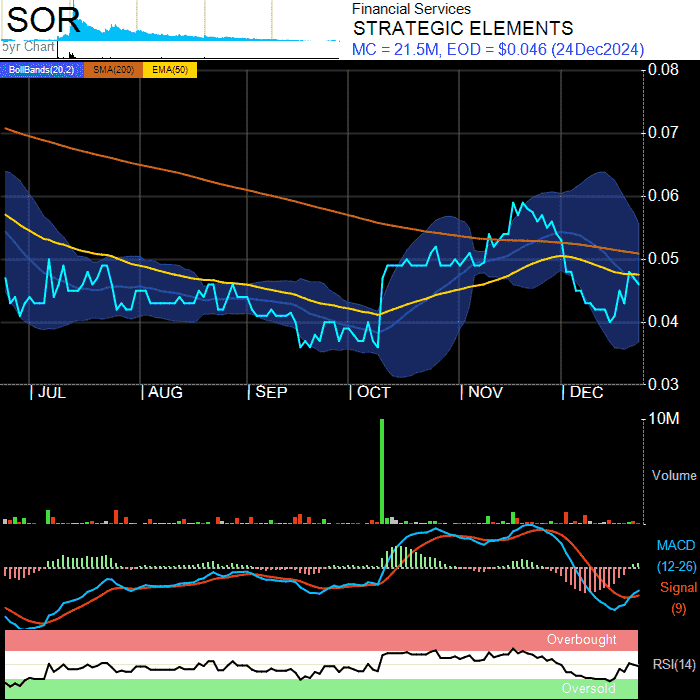 SOR
5yr Chart
Financial Services
STRATEGIC ELEMENTS
MC = 21.5M, EOD = $0.046 (24Dec2024)
BollBands(20,2) SMA(200) EMA(50)
0.08
0.07
0.06
0.05
0.04
0.03
JUL AUG SEP OCT NOV DEC
10M
Volume
MACD
(12-26)
Signal
(9)
Overbought
RSI(14)
Oversold